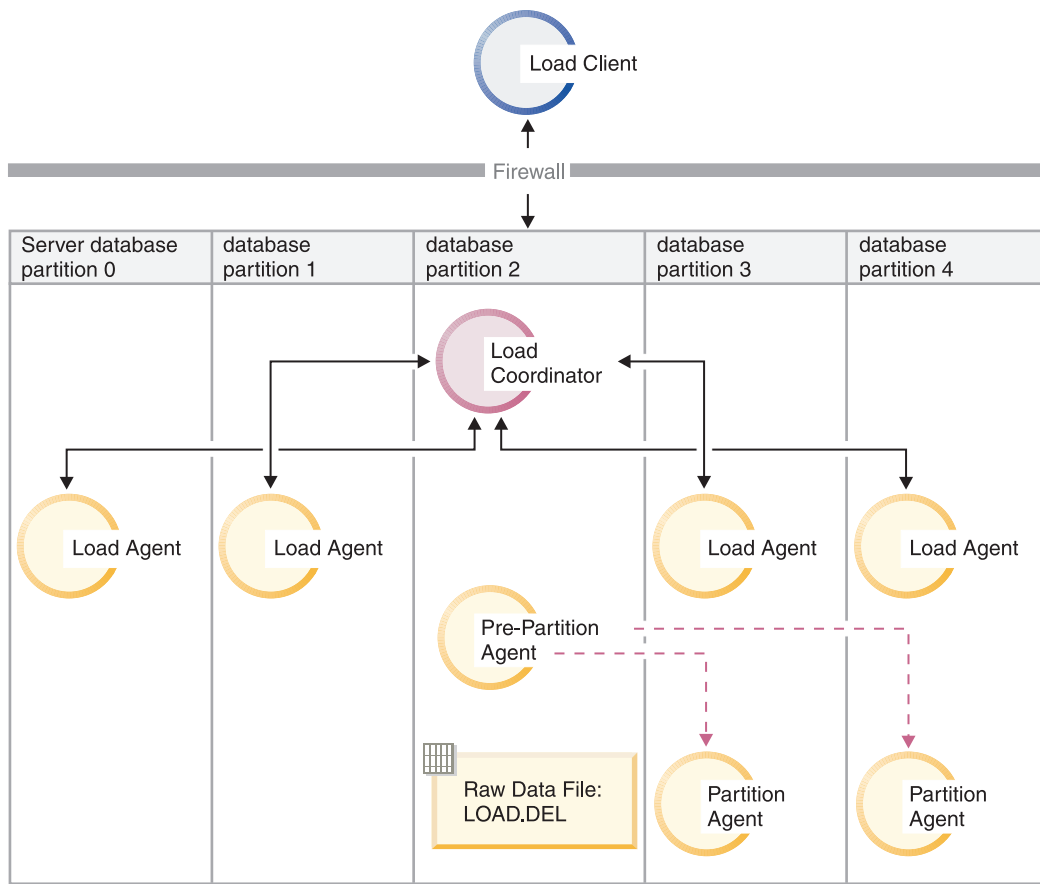 Load Client
Firewall
Server database
partition 0
database
partition 1
database
partition 2
database
partition 3
database
partition 4
Load
Coordinator
Load Agent
Load Agent
Load Agent
Load Agent
Pre-Partition
Agent
Raw Data File:
LOAD.DEL
Partition
Agent
Partition
Agent